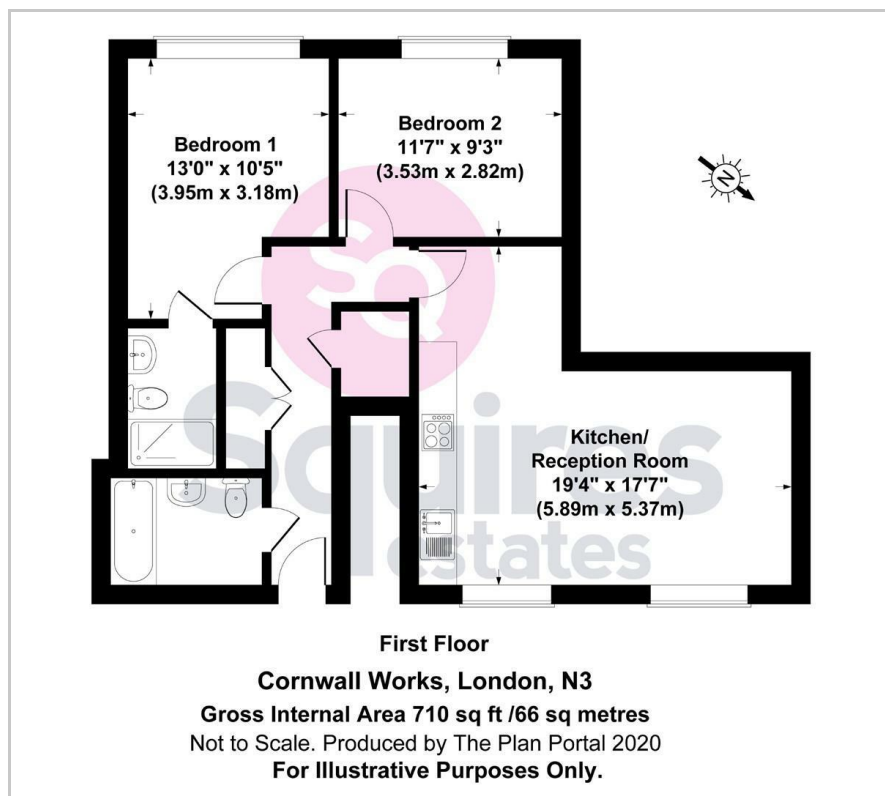 Bedroom 1
13'0" x 10'5"
(3.95m x 3.18m)
Bedroom 2
11'7" x 9'3"
(3.53m x 2.82m)
N
SQ
Squires
estates
Kitchen/
Reception Room
19'4" x 17'7"
(5.89m x 5.37m)
First Floor
Cornwall Works, London, N3
Gross Internal Area 710 sq ft /66 sq metres
Not to Scale. Produced by The Plan Portal 2020
For Illustrative Purposes Only.